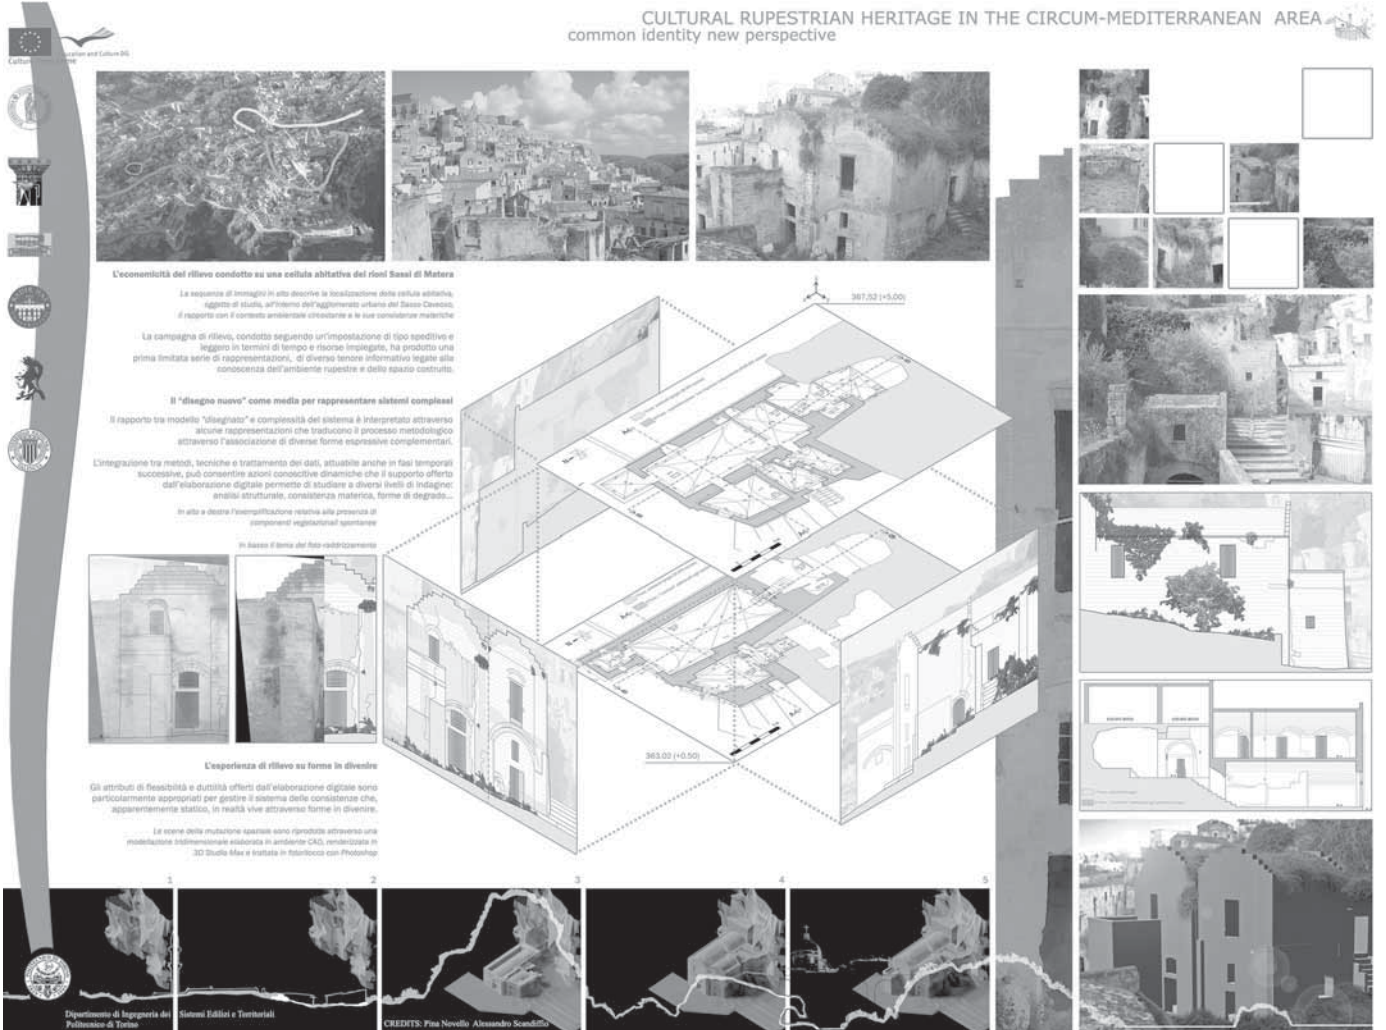 CULTURAL RUPESTRIAN HERITAGE IN THE CIRCUM-MEDITERRANEAN AREA
common identity new perspective
Education and Culture DG
L'economicità del rilievo condotto su una cellula abitativa dei rioni Sassi di Matera
La sequenza di immagini in alto descrive la localizzazione della cellula abitativa,
oggetto di studio, all'interno dell'agglomerato urbano del Sasso Caveoso,
il rapporto con il contesto ambientale circostante e le sue consistenze materiche
La campagna di rilievo, condotto seguendo un'impostazione di tipo speditivo e
leggero in termini di tempo e risorse impiegate, ha prodotto una
prima limitata serie di rappresentazioni, di diverso tenore informativo legate alla
conoscenza dell'ambiente rupestre e dello spazio costruito.
Il "disegno nuovo" come media per rappresentare sistemi complessi
Il rapporto tra modello "disegnato" e complessità del sistema è interpretato attraverso
alcune rappresentazioni che traducono il processo metodologico
attraverso l'associazione di diverse forme espressive complementari.
L'integrazione tra metodi, tecniche e trattamento dei dati, attuabile anche in fasi temporali
successive, può consentire azioni conoscitive dinamiche che il supporto offerto
dall'elaborazione digitale permette di studiare a diversi livelli di indagine:
analisi strutturale, consistenza materica, forme di degrado...
In alto a destra l'esemplificazione relativa alla presenza di
componenti vegetazionali spontanee
In basso il tema del foto-raddrizzamento
367,52 (+5,00)
363.02 (+0.50)
L'esperienza di rilievo su forme in divenire
Gli attributi di flessibilità e duttilità offerti dall'elaborazione digitale sono
particolarmente appropriati per gestire il sistema delle consistenze che,
apparentemente statico, in realtà vive attraverso forme in divenire.
Le scene della mutazione spaziale sono riprodotte attraverso una
modellazione tridimensionale elaborata in ambiente CAD, renderizzata in
3D Studio Max e trattata in fotoritocco con Photoshop
1
2
3
4
5
Dipartimento di Ingegneria dei Sistemi Edilizi e Territoriali
Politecnico di Torino
CREDITS: Pina Novello Alessandro Scandiffio